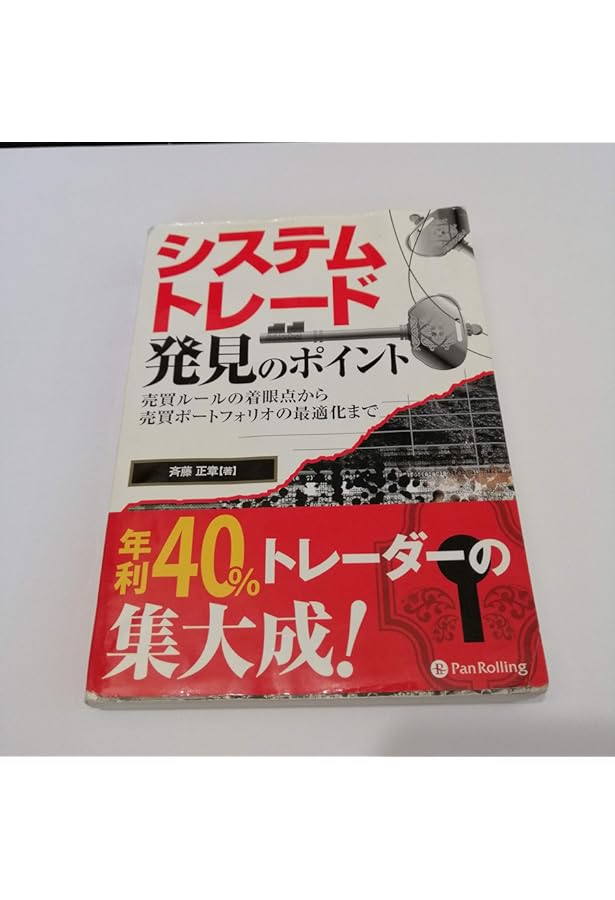 システム
トレード
発見のポイント
売買ルールの着眼点から
売買ポートフォリオの最適化まで
斉藤 正章【著】
年利40%トレーダーの
集大成!
PanRolling